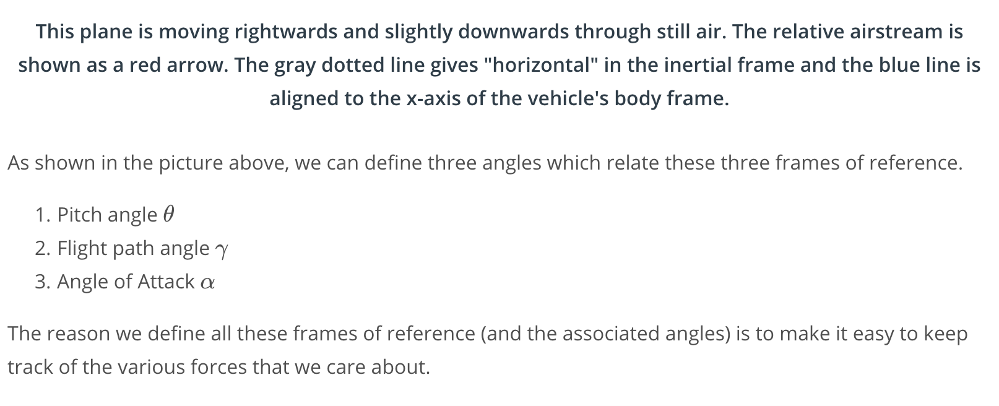 This plane is moving rightwards and slightly downwards through still air. The relative airstream is
shown as a red arrow. The gray dotted line gives "horizontal" in the inertial frame and the blue line is
aligned to the x-axis of the vehicle's body frame.
As shown in the picture above, we can define three angles which relate these three frames of reference.
1. Pitch angle θ
2. Flight path angle γ
3. Angle of Attack α
The reason we define all these frames of reference (and the associated angles) is to make it easy to keep
track of the various forces that we care about.